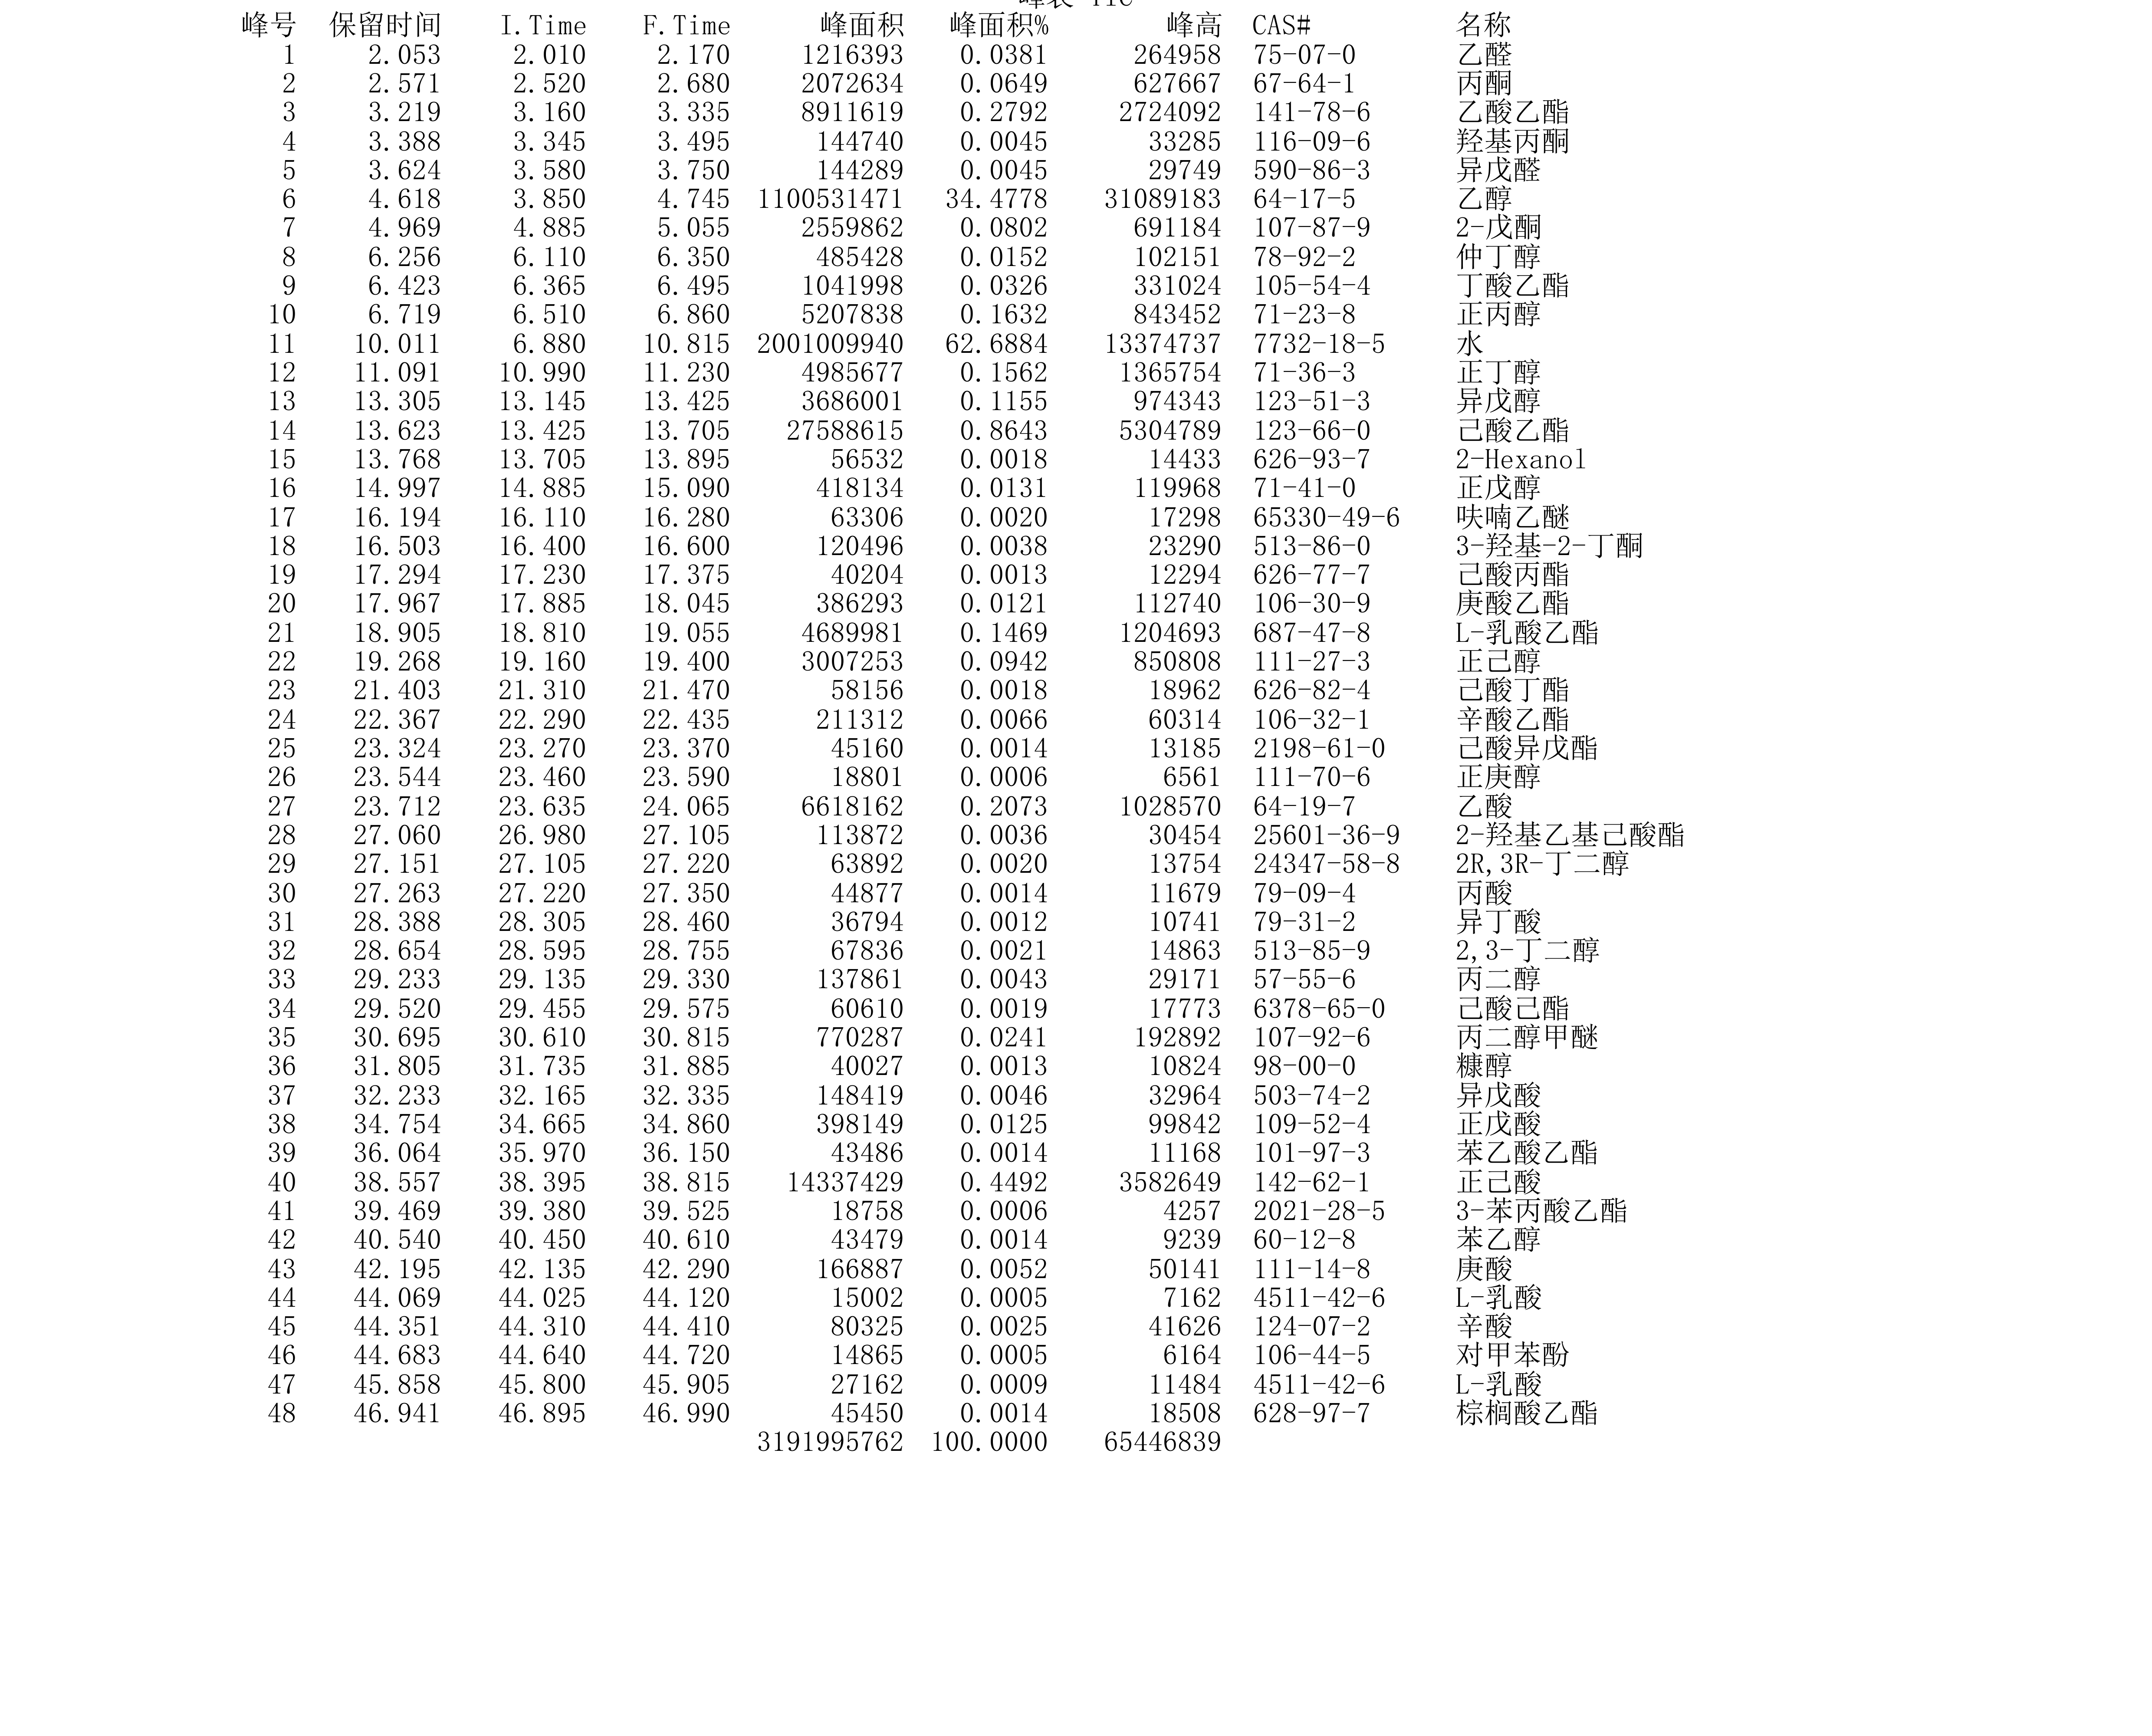 峰表 TIC
峰号 保留时间 I.Time F.Time 峰面积 峰面积% 峰高 CAS# 名称
1 2.053 2.010 2.170 1216393 0.0381 264958 75-07-0 乙醛
2 2.571 2.520 2.680 2072634 0.0649 627667 67-64-1 丙酮
3 3.219 3.160 3.335 8911619 0.2792 2724092 141-78-6 乙酸乙酯
4 3.388 3.345 3.495 144740 0.0045 33285 116-09-6 羟基丙酮
5 3.624 3.580 3.750 144289 0.0045 29749 590-86-3 异戊醛
6 4.618 3.850 4.745 1100531471 34.4778 31089183 64-17-5 乙醇
7 4.969 4.885 5.055 2559862 0.0802 691184 107-87-9 2-戊酮
8 6.256 6.110 6.350 485428 0.0152 102151 78-92-2 仲丁醇
9 6.423 6.365 6.495 1041998 0.0326 331024 105-54-4 丁酸乙酯
10 6.719 6.510 6.860 5207838 0.1632 843452 71-23-8 正丙醇
11 10.011 6.880 10.815 2001009940 62.6884 13374737 7732-18-5 水
12 11.091 10.990 11.230 4985677 0.1562 1365754 71-36-3 正丁醇
13 13.305 13.145 13.425 3686001 0.1155 974343 123-51-3 异戊醇
14 13.623 13.425 13.705 27588615 0.8643 5304789 123-66-0 己酸乙酯
15 13.768 13.705 13.895 56532 0.0018 14433 626-93-7 2-Hexanol
16 14.997 14.885 15.090 418134 0.0131 119968 71-41-0 正戊醇
17 16.194 16.110 16.280 63306 0.0020 17298 65330-49-6 呋喃乙醚
18 16.503 16.400 16.600 120496 0.0038 23290 513-86-0 3-羟基-2-丁酮
19 17.294 17.230 17.375 40204 0.0013 12294 626-77-7 己酸丙酯
20 17.967 17.885 18.045 386293 0.0121 112740 106-30-9 庚酸乙酯
21 18.905 18.810 19.055 4689981 0.1469 1204693 687-47-8 L-乳酸乙酯
22 19.268 19.160 19.400 3007253 0.0942 850808 111-27-3 正己醇
23 21.403 21.310 21.470 58156 0.0018 18962 626-82-4 己酸丁酯
24 22.367 22.290 22.435 211312 0.0066 60314 106-32-1 辛酸乙酯
25 23.324 23.270 23.370 45160 0.0014 13185 2198-61-0 己酸异戊酯
26 23.544 23.460 23.590 18801 0.0006 6561 111-70-6 正庚醇
27 23.712 23.635 24.065 6618162 0.2073 1028570 64-19-7 乙酸
28 27.060 26.980 27.105 113872 0.0036 30454 25601-36-9 2-羟基乙基己酸酯
29 27.151 27.105 27.220 63892 0.0020 13754 24347-58-8 2R,3R-丁二醇
30 27.263 27.220 27.350 44877 0.0014 11679 79-09-4 丙酸
31 28.388 28.305 28.460 36794 0.0012 10741 79-31-2 异丁酸
32 28.654 28.595 28.755 67836 0.0021 14863 513-85-9 2,3-丁二醇
33 29.233 29.135 29.330 137861 0.0043 29171 57-55-6 丙二醇
34 29.520 29.455 29.575 60610 0.0019 17773 6378-65-0 己酸己酯
35 30.695 30.610 30.815 770287 0.0241 192892 107-92-6 丙二醇甲醚
36 31.805 31.735 31.885 40027 0.0013 10824 98-00-0 糠醇
37 32.233 32.165 32.335 148419 0.0046 32964 503-74-2 异戊酸
38 34.754 34.665 34.860 398149 0.0125 99842 109-52-4 正戊酸
39 36.064 35.970 36.150 43486 0.0014 11168 101-97-3 苯乙酸乙酯
40 38.557 38.395 38.815 14337429 0.4492 3582649 142-62-1 正己酸
41 39.469 39.380 39.525 18758 0.0006 4257 2021-28-5 3-苯丙酸乙酯
42 40.540 40.450 40.610 43479 0.0014 9239 60-12-8 苯乙醇
43 42.195 42.135 42.290 166887 0.0052 50141 111-14-8 庚酸
44 44.069 44.025 44.120 15002 0.0005 7162 4511-42-6 L-乳酸
45 44.351 44.310 44.410 80325 0.0025 41626 124-07-2 辛酸
46 44.683 44.640 44.720 14865 0.0005 6164 106-44-5 对甲苯酚
47 45.858 45.800 45.905 27162 0.0009 11484 4511-42-6 L-乳酸
48 46.941 46.895 46.990 45450 0.0014 18508 628-97-7 棕榈酸乙酯
3191995762 100.0000 65446839